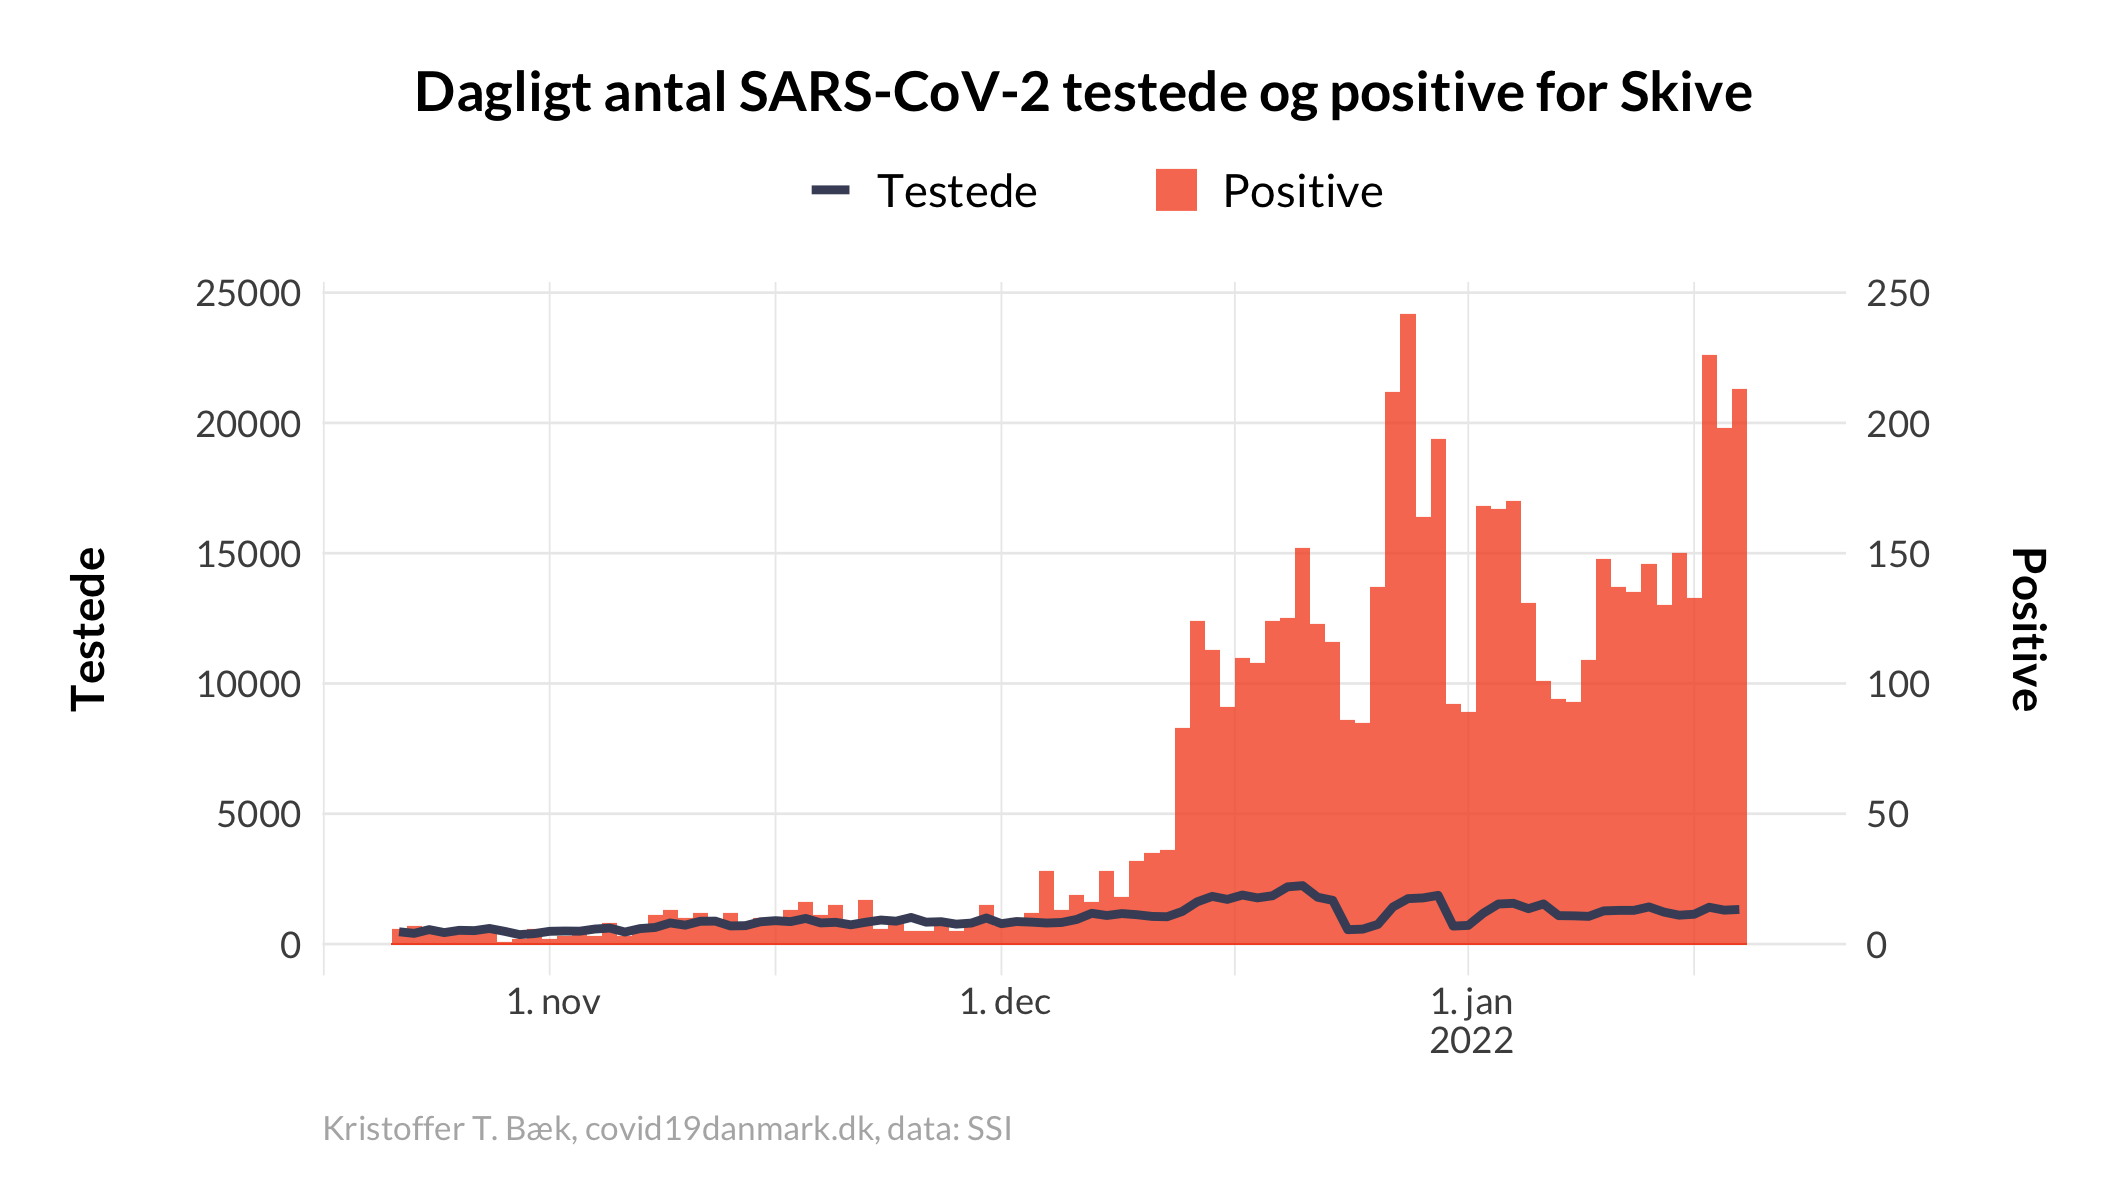 Dagligt antal SARS-CoV-2 testede og positive for Skive
Testede
Positive
25000
20000
15000
10000
5000
0
250
200
150
100
50
0
Testede
Positive
1. nov
1. dec
1. jan
2022
Kristoffer T. Bæk, covid19danmark.dk, data: SSI